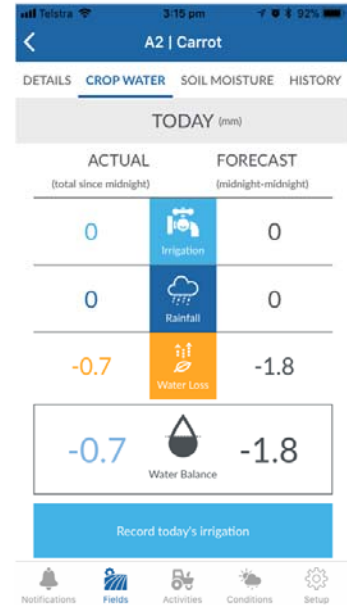 Telstra 3:15 pm 92%
A2 | Carrot
DETAILS CROP WATER SOIL MOISTURE HISTORY
TODAY (mm)
ACTUAL FORECAST
(total since midnight) (midnight-midnight)
0 0
Irrigation
0 0
Rainfall
-0.7 -1.8
Water Loss
-0.7 -1.8
Water Balance
Record today's irrigation
Notifications Fields Activities Conditions Setup